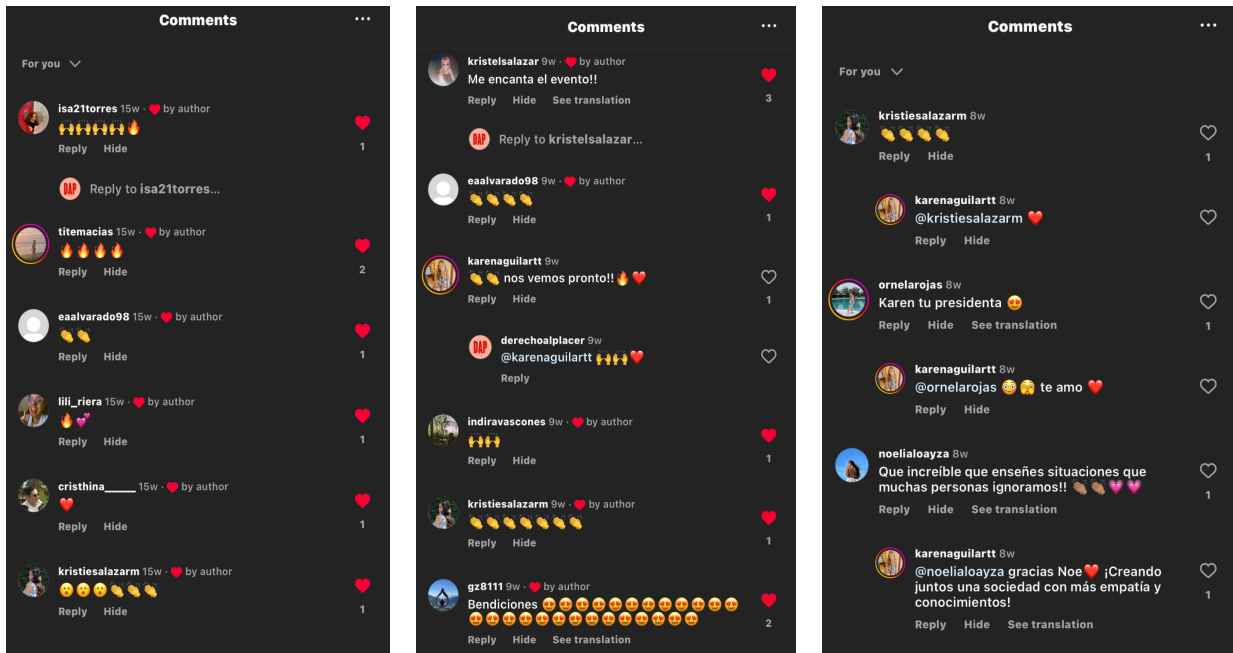 Comments
For you
isa21torres 15w · ❤️ by author
🙌🙌🙌🙌🔥
1
Reply Hide
DAP
Reply to isa21torres...
titemacias 15w · ❤️ by author
🔥🔥🔥🔥
2
Reply Hide
eaalvarado98 15w · ❤️ by author
👏👏
1
Reply Hide
lili_riera 15w · ❤️ by author
🔥💕
1
Reply Hide
cristhina_____ 15w · ❤️ by author
❤️
1
Reply Hide
kristiesalazarm 15w · ❤️ by author
😮😮😮👏👏👏
1
Reply Hide
Comments
kristelsalazar 9w · ❤️ by author
Me encanta el evento!!
3
Reply Hide See translation
DAP
Reply to kristelsalazar...
eaalvarado98 9w · ❤️ by author
👏👏👏👏
1
Reply Hide
karenaguilartt 9w
👏👏 nos vemos pronto!!🔥❤️
1
Reply Hide
DAP
derechoalplacer 9w
@karenaguilartt 🙌🙌❤️
Reply
indiravascones 9w · ❤️ by author
🙌🙌
1
Reply Hide
kristiesalazarm 9w · ❤️ by author
👏👏👏👏👏👏👏
1
Reply Hide
gz8111 9w · ❤️ by author
Bendiciones 😍😍😍😍😍😍😍😍😍😍😍😍
😍😍😍😍😍😍😍😍😍😍😍😍😍😍
2
Reply Hide See translation
Comments
For you
kristiesalazarm 8w
👏👏👏👏
1
Reply Hide
karenaguilartt 8w
@kristiesalazarm ❤️
Reply Hide
ornelarojas 8w
Karen tu presidenta 😍
1
Reply Hide See translation
karenaguilartt 8w
@ornelarojas 😳🫣 te amo ❤️
Reply Hide
noelialoayza 8w
Que increíble que enseñes situaciones que
muchas personas ignoramos!! 👏🏽👏🏽💗💗
1
Reply Hide See translation
karenaguilartt 8w
@noelialoayza gracias Noe❤️ ¡Creando
juntos una sociedad con más empatía y
conocimientos!
1
Reply Hide See translation